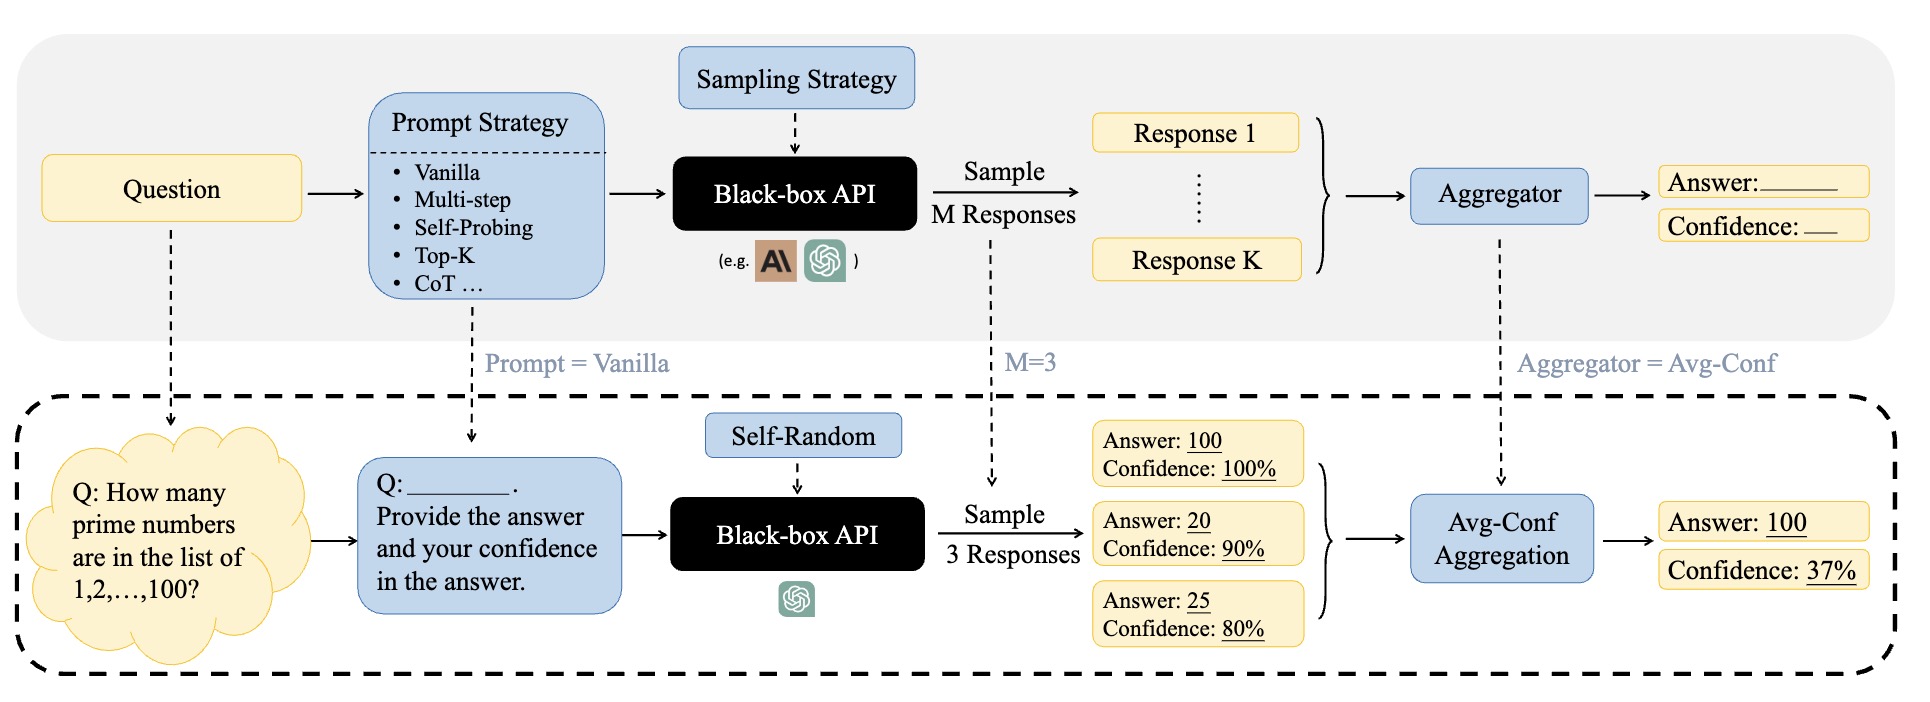 Sampling Strategy
Prompt Strategy
• Vanilla
• Multi-step
• Self-Probing
• Top-K
• CoT …
Question
Black-box API
(e.g. A\ )
Sample
M Responses
Response 1
Response K
Aggregator
Answer:______
Confidence: ___
Prompt = Vanilla
M=3
Aggregator = Avg-Conf
Q: How many
prime numbers
are in the list of
1,2,…,100?
Q:________ .
Provide the answer
and your confidence
in the answer.
Self-Random
Black-box API
Sample
3 Responses
Answer: 100
Confidence: 100%
Answer: 20
Confidence: 90%
Answer: 25
Confidence: 80%
Avg-Conf
Aggregation
Answer: 100
Confidence: 37%